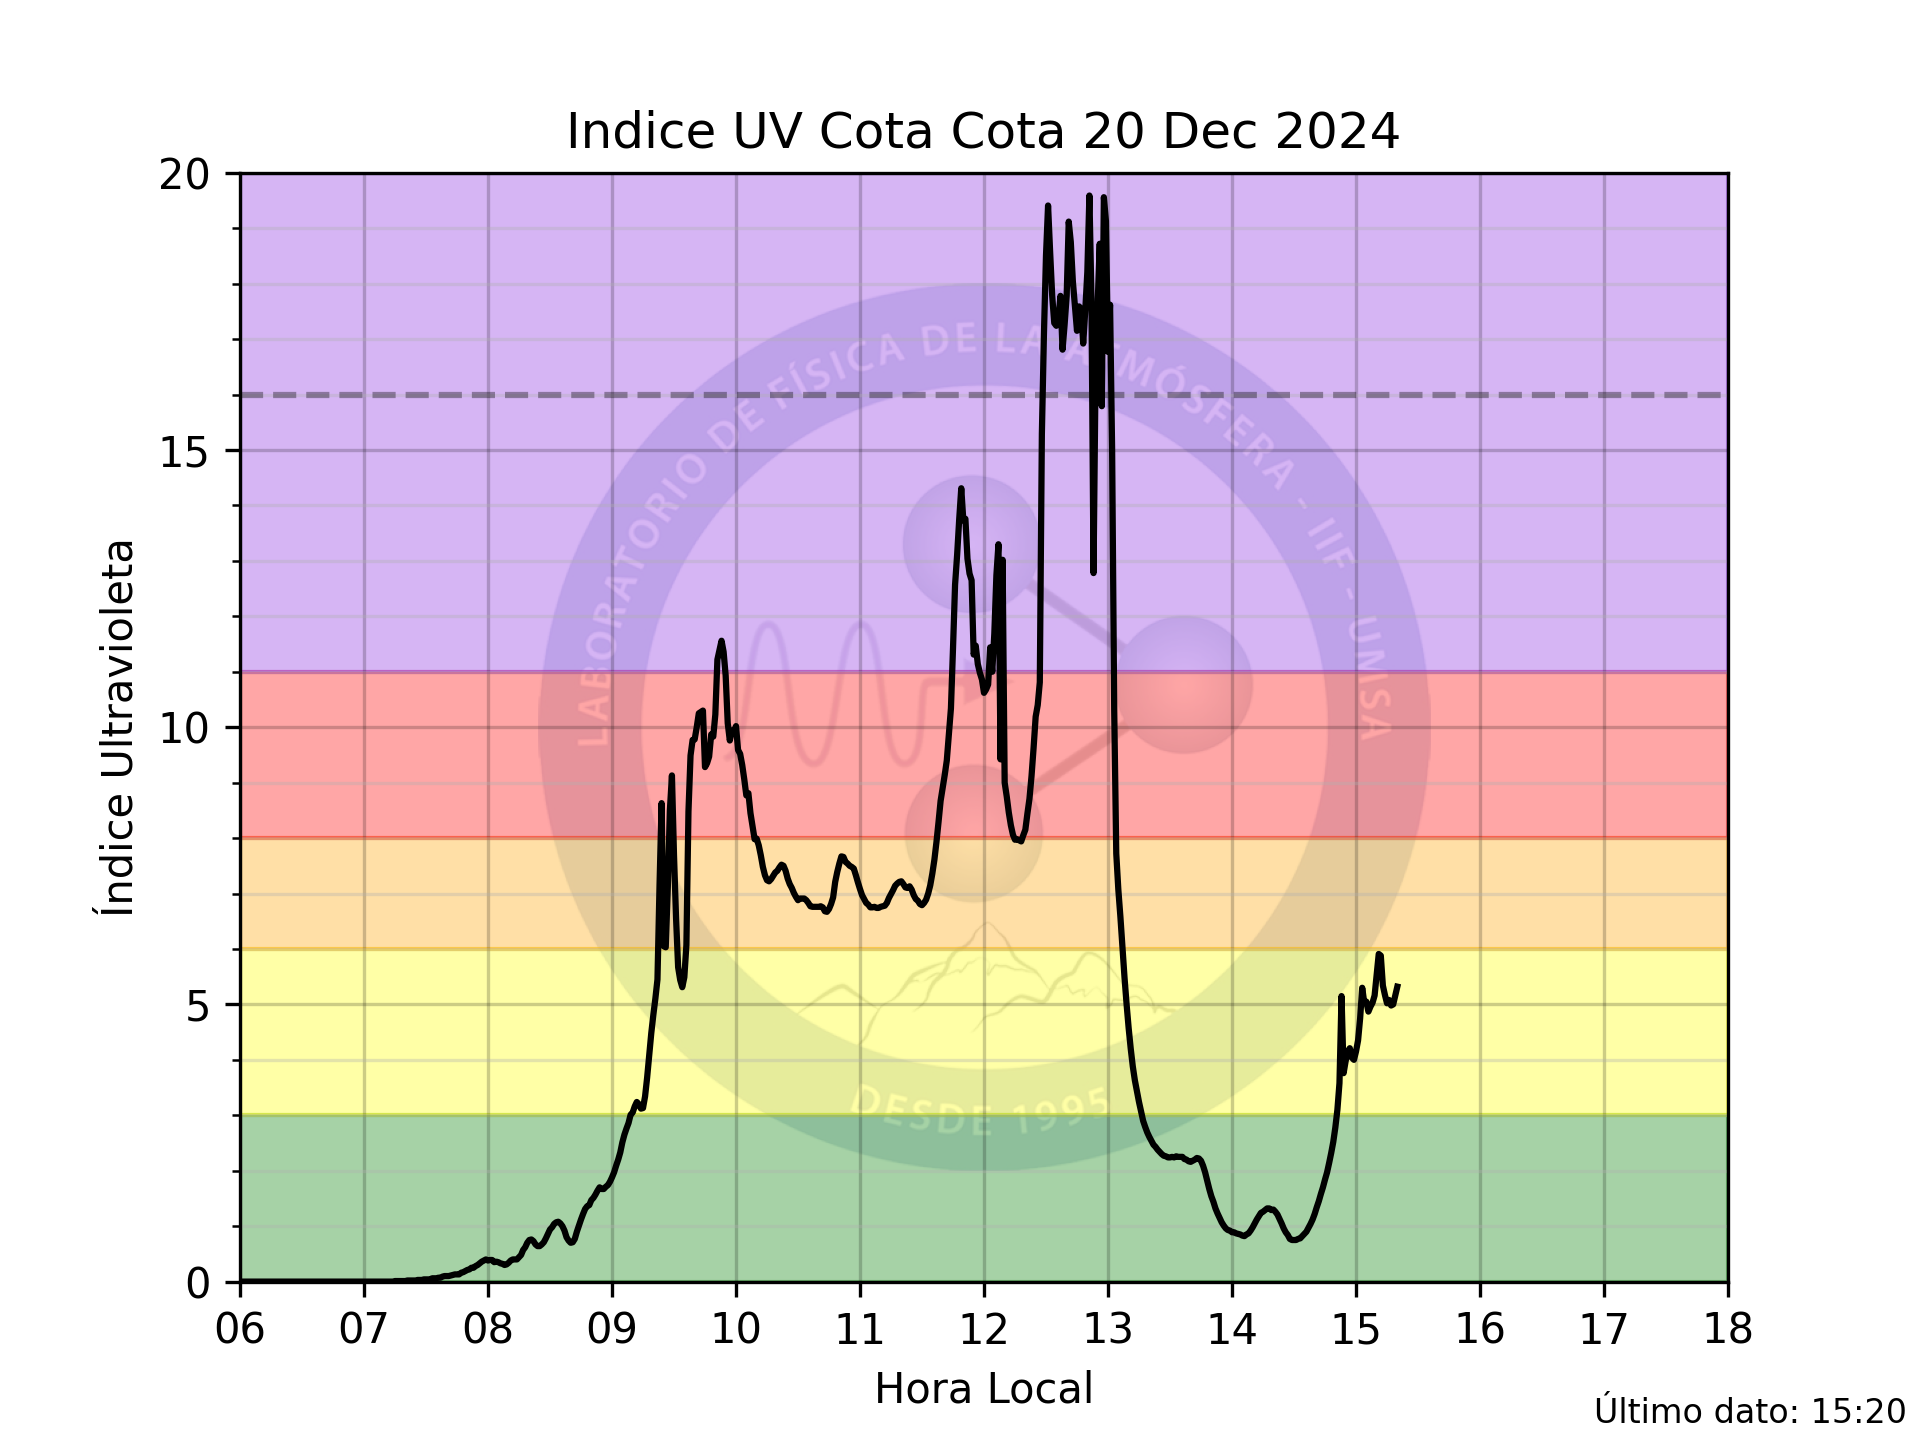 Indice UV Cota Cota 20 Dec 2024
20
15
10
5
0
Índice Ultravioleta
LABORATORIO DE FÍSICA DE LA ATMÓSFERA - IIF - UMSA
DESDE 1995
06 07 08 09 10 11 12 13 14 15 16 17 18
Hora Local
Último dato: 15:20